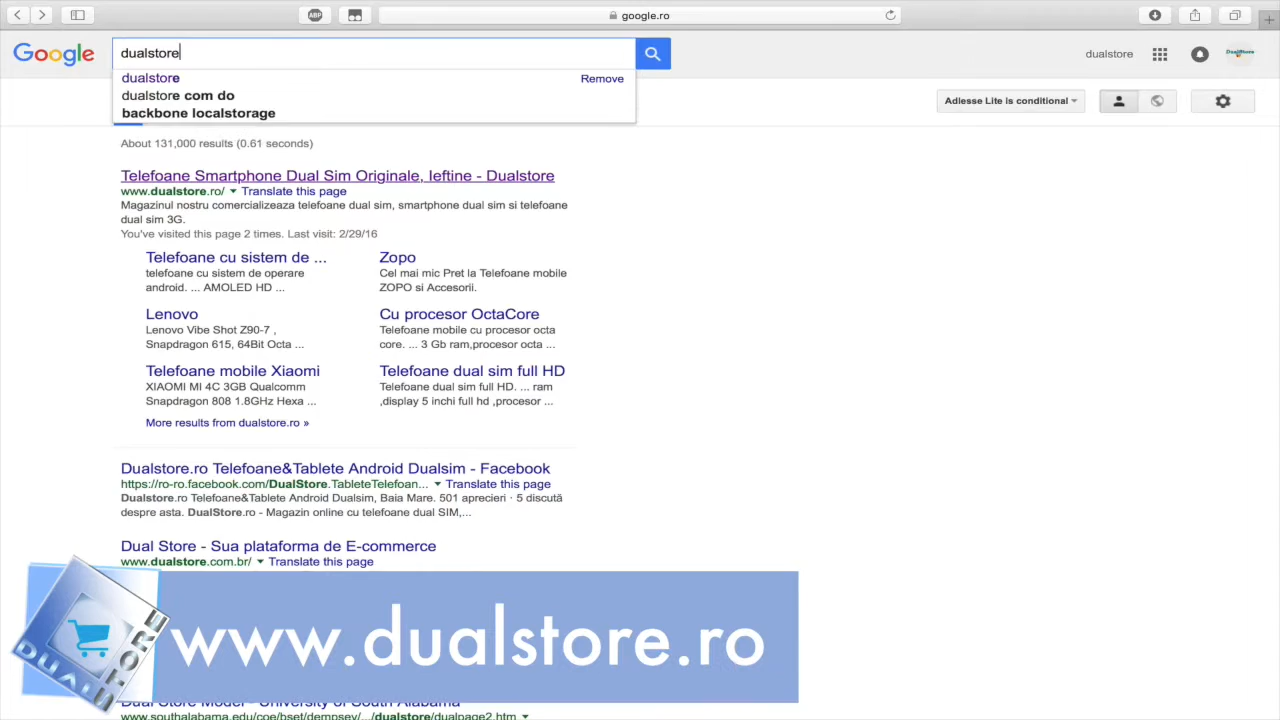 ABP
google.ro
Google
dualstore
dualstore
dualstore
Remove
dualstore com do
backbone localstorage
Adlesse Lite is conditional
About 131,000 results (0.61 seconds)
Telefoane Smartphone Dual Sim Originale, Ieftine - Dualstore
www.dualstore.ro/ Translate this page
Magazinul nostru comercializeaza telefoane dual sim, smartphone dual sim si telefoane
dual sim 3G.
You've visited this page 2 times. Last visit: 2/29/16
Telefoane cu sistem de ...
telefoane cu sistem de operare
android. ... AMOLED HD ...
Zopo
Cel mai mic Pret la Telefoane mobile
ZOPO si Accesorii.
Lenovo
Lenovo Vibe Shot Z90-7 ,
Snapdragon 615, 64Bit Octa ...
Cu procesor OctaCore
Telefoane mobile cu procesor octa
core. ... 3 Gb ram,procesor octa ...
Telefoane mobile Xiaomi
XIAOMI MI 4C 3GB Qualcomm
Snapdragon 808 1.8GHz Hexa ...
Telefoane dual sim full HD
Telefoane dual sim full HD. ... ram
,display 5 inchi full hd ,procesor ...
More results from dualstore.ro »
Dualstore.ro Telefoane&Tablete Android Dualsim - Facebook
https://ro-ro.facebook.com/DualStore.TableteTelefoan... Translate this page
Dualstore.ro Telefoane&Tablete Android Dualsim, Baia Mare. 501 aprecieri · 5 discută
despre asta. DualStore.ro - Magazin online cu telefoane dual SIM,...
Dual Store - Sua plataforma de E-commerce
www.dualstore.com.br/ Translate this page
DUAL STORE
www.dualstore.ro
Dual Store Model - University of South Alabama
www.southalabama.edu/coe/bset/dempsey/.../dualstore/dualpage2.htm